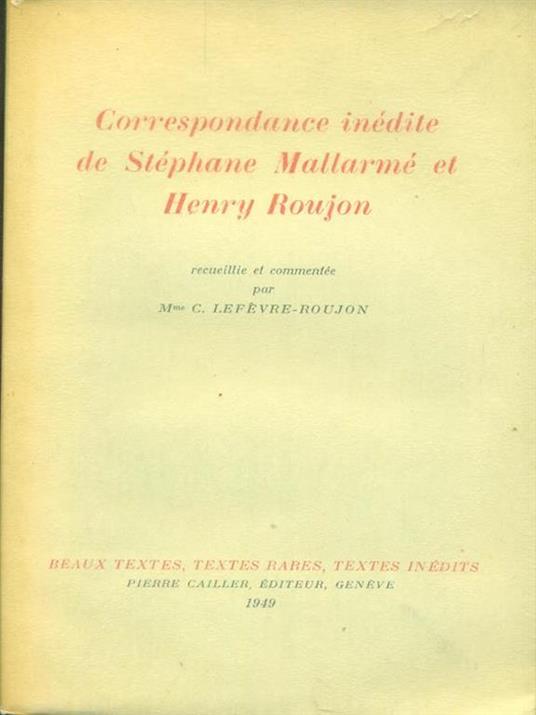 Correspondance inédite
de Stéphane Mallarmé et
Henry Roujon
recueillie et commentée
par
Mme C. LEFÈVRE-ROUJON
BEAUX TEXTES, TEXTES RARES, TEXTES INÉDITS
PIERRE CAILLER, ÉDITEUR, GENÈVE
1949